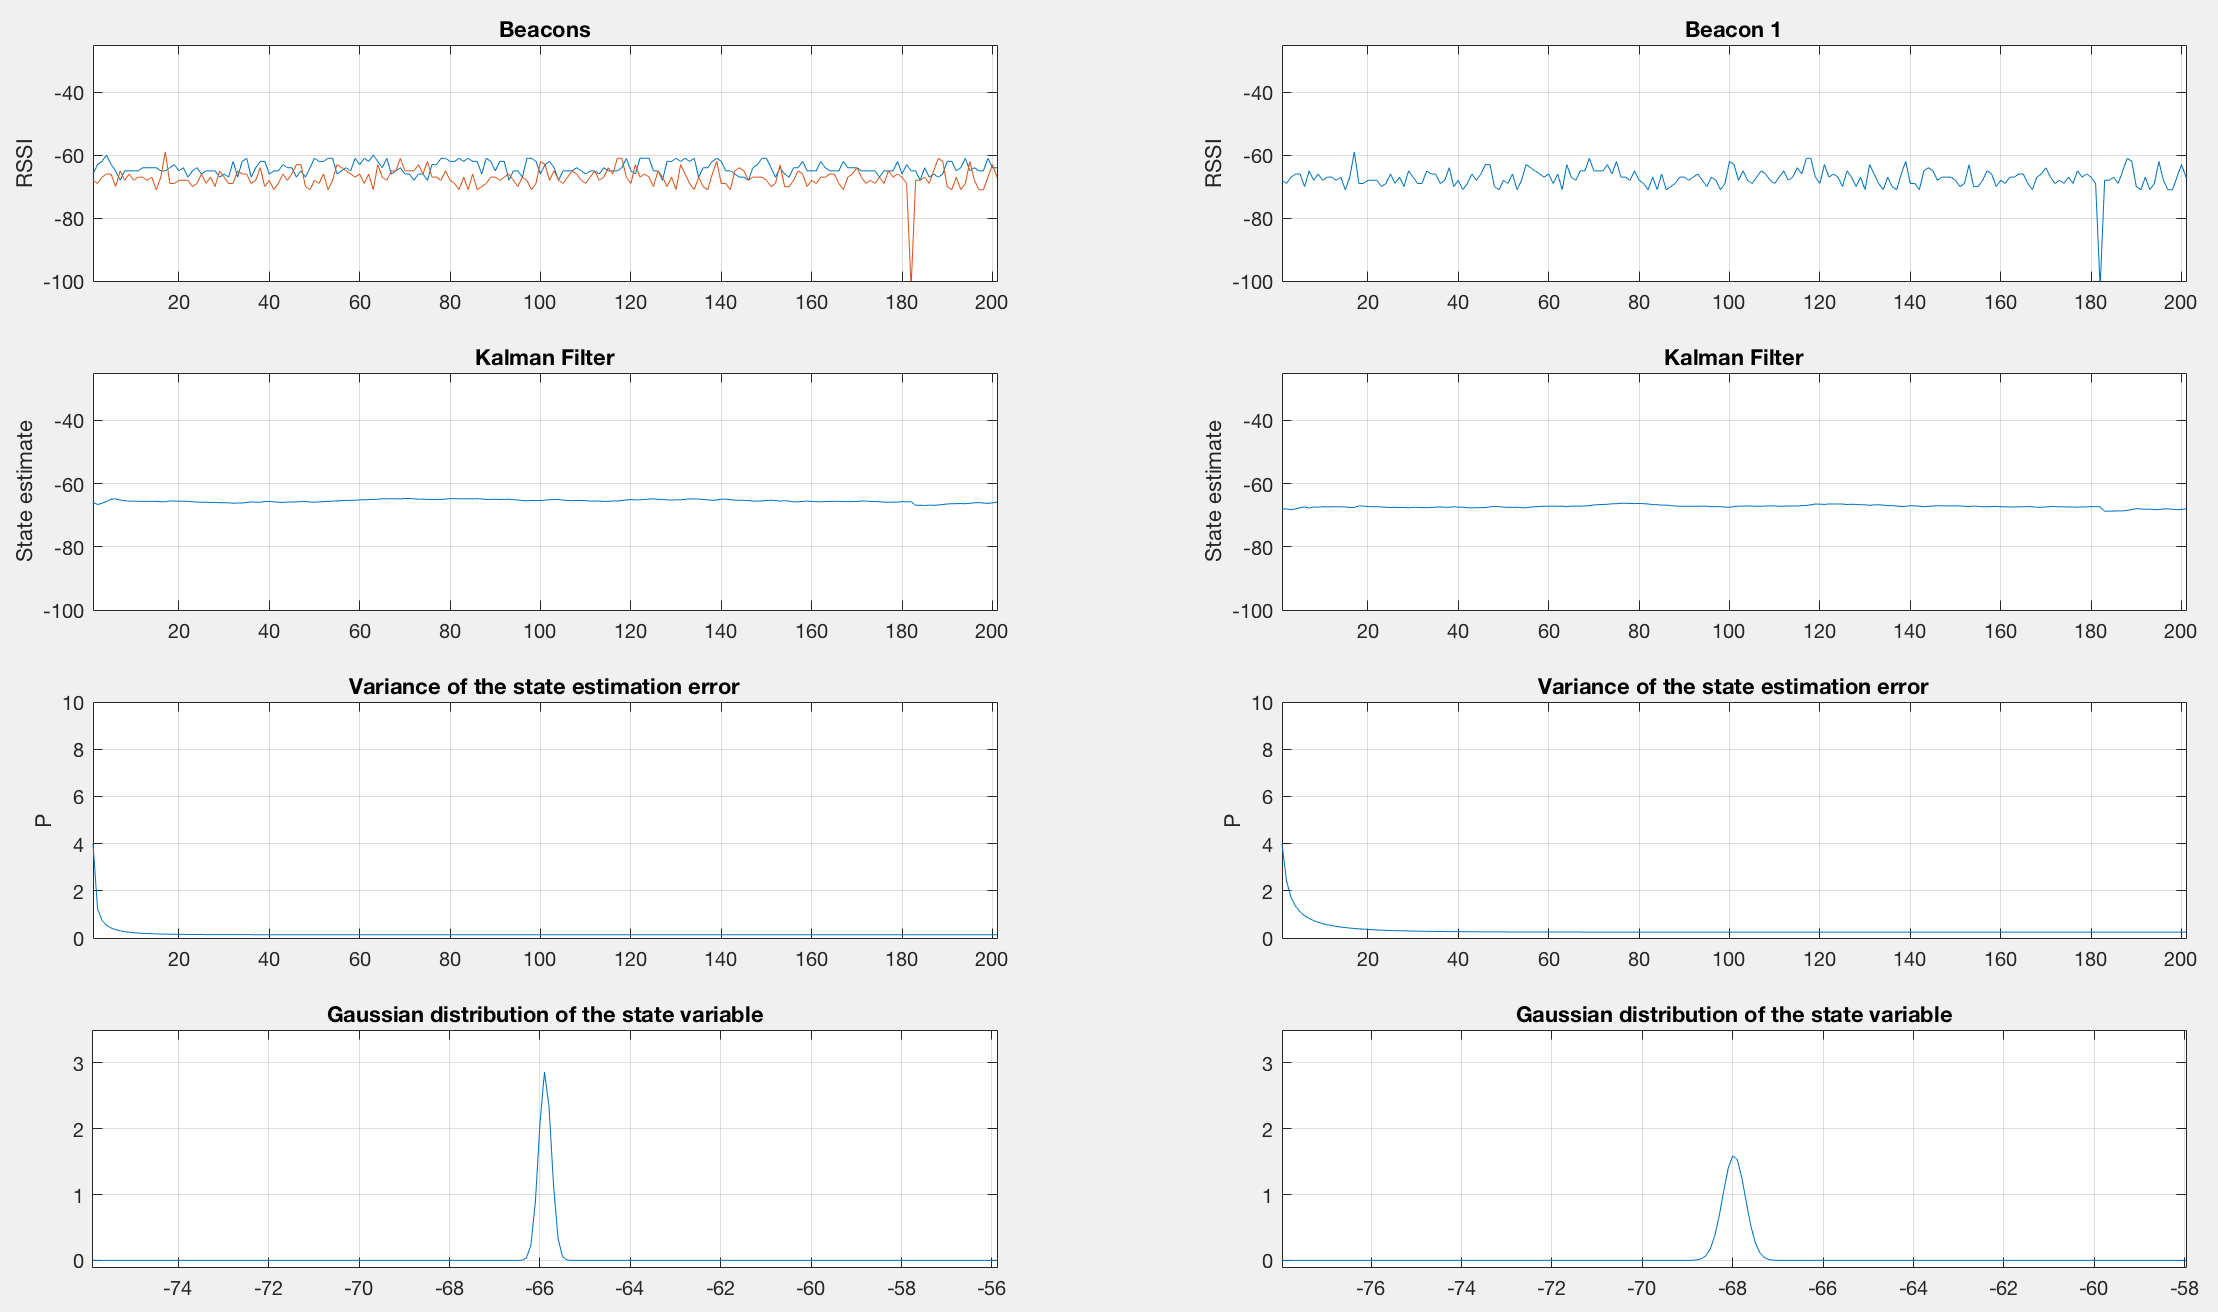 Beacons
RSSI
-40
-60
-80
-100
20 40 60 80 100 120 140 160 180 200
Beacon 1
RSSI
-40
-60
-80
-100
20 40 60 80 100 120 140 160 180 200
Kalman Filter
State estimate
-40
-60
-80
-100
20 40 60 80 100 120 140 160 180 200
Kalman Filter
State estimate
-40
-60
-80
-100
20 40 60 80 100 120 140 160 180 200
Variance of the state estimation error
P
10
8
6
4
2
0
20 40 60 80 100 120 140 160 180 200
Variance of the state estimation error
P
10
8
6
4
2
0
20 40 60 80 100 120 140 160 180 200
Gaussian distribution of the state variable
3
2
1
0
-74 -72 -70 -68 -66 -64 -62 -60 -58 -56
Gaussian distribution of the state variable
3
2
1
0
-76 -74 -72 -70 -68 -66 -64 -62 -60 -58